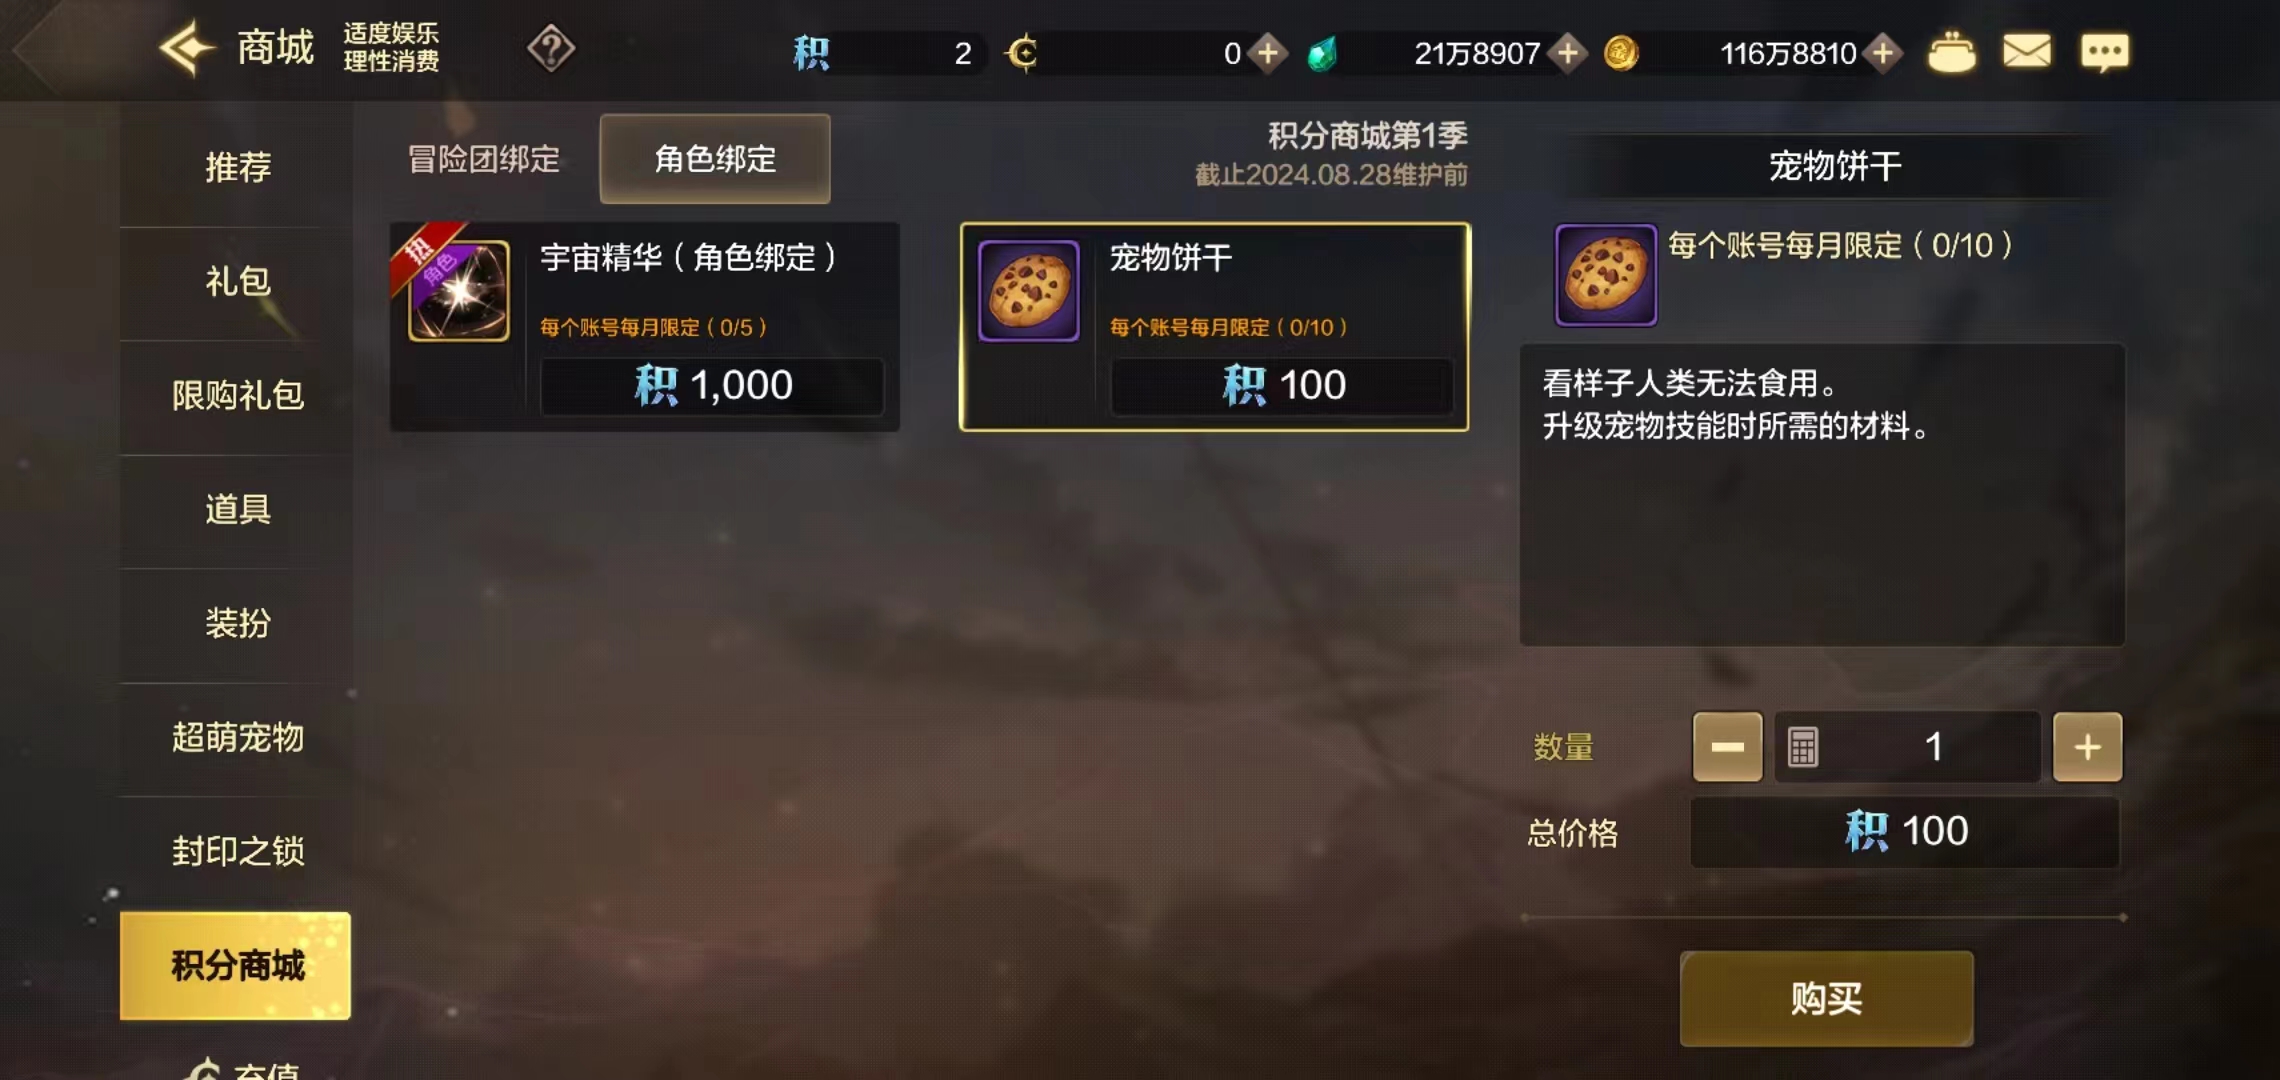 商城
适度娱乐
理性消费
积 2
0
21万8907
116万8810
推荐
礼包
限购礼包
道具
装扮
超萌宠物
封印之锁
积分商城
充值
冒险团绑定
角色绑定
积分商城第1季
截止2024.08.28维护前
热
角色
宇宙精华（角色绑定）
每个账号每月限定（0/5）
积 1,000
宠物饼干
每个账号每月限定（0/10）
积 100
宠物饼干
每个账号每月限定（0/10）
看样子人类无法食用。
升级宠物技能时所需的材料。
数量
1
总价格
积 100
购买